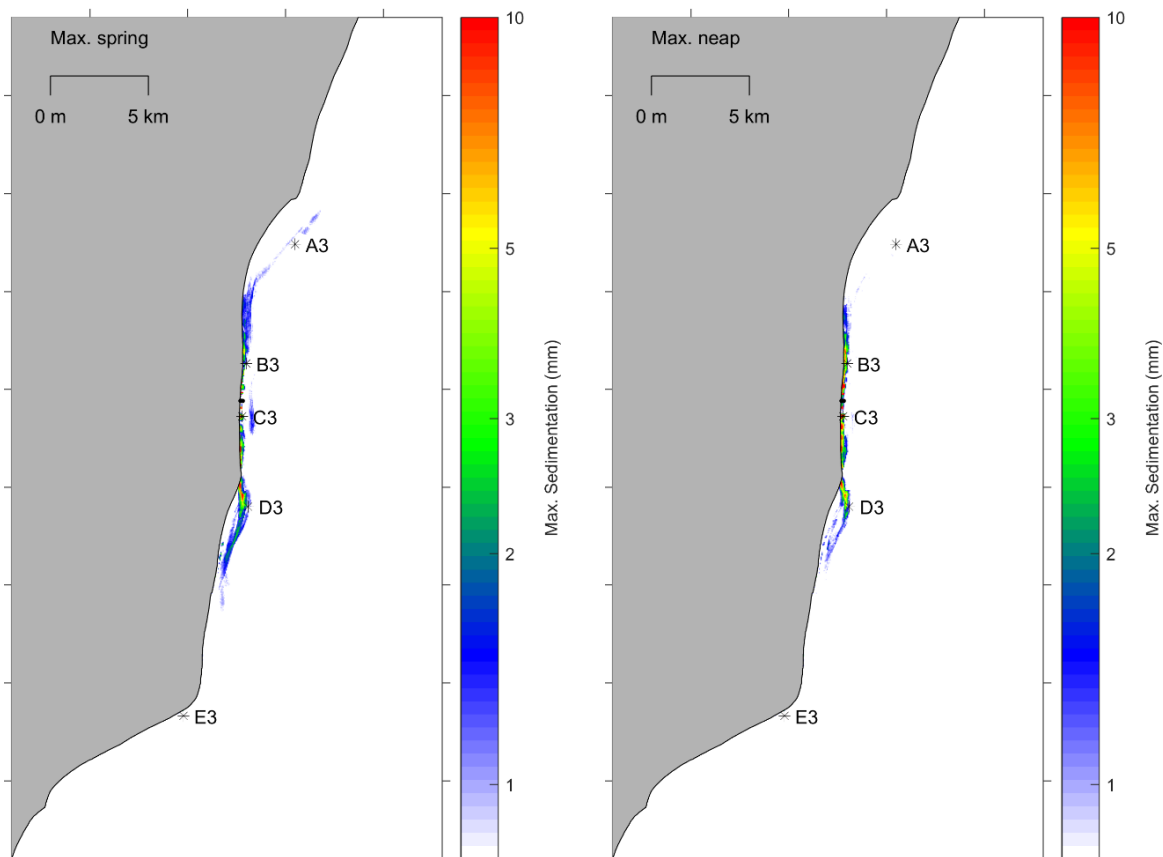 Max. spring
0 m 5 km
A3
B3
C3
D3
E3
10
5
3
2
1
Max. Sedimentation (mm)
Max. neap
0 m 5 km
A3
B3
C3
D3
E3
10
5
3
2
1
Max. Sedimentation (mm)